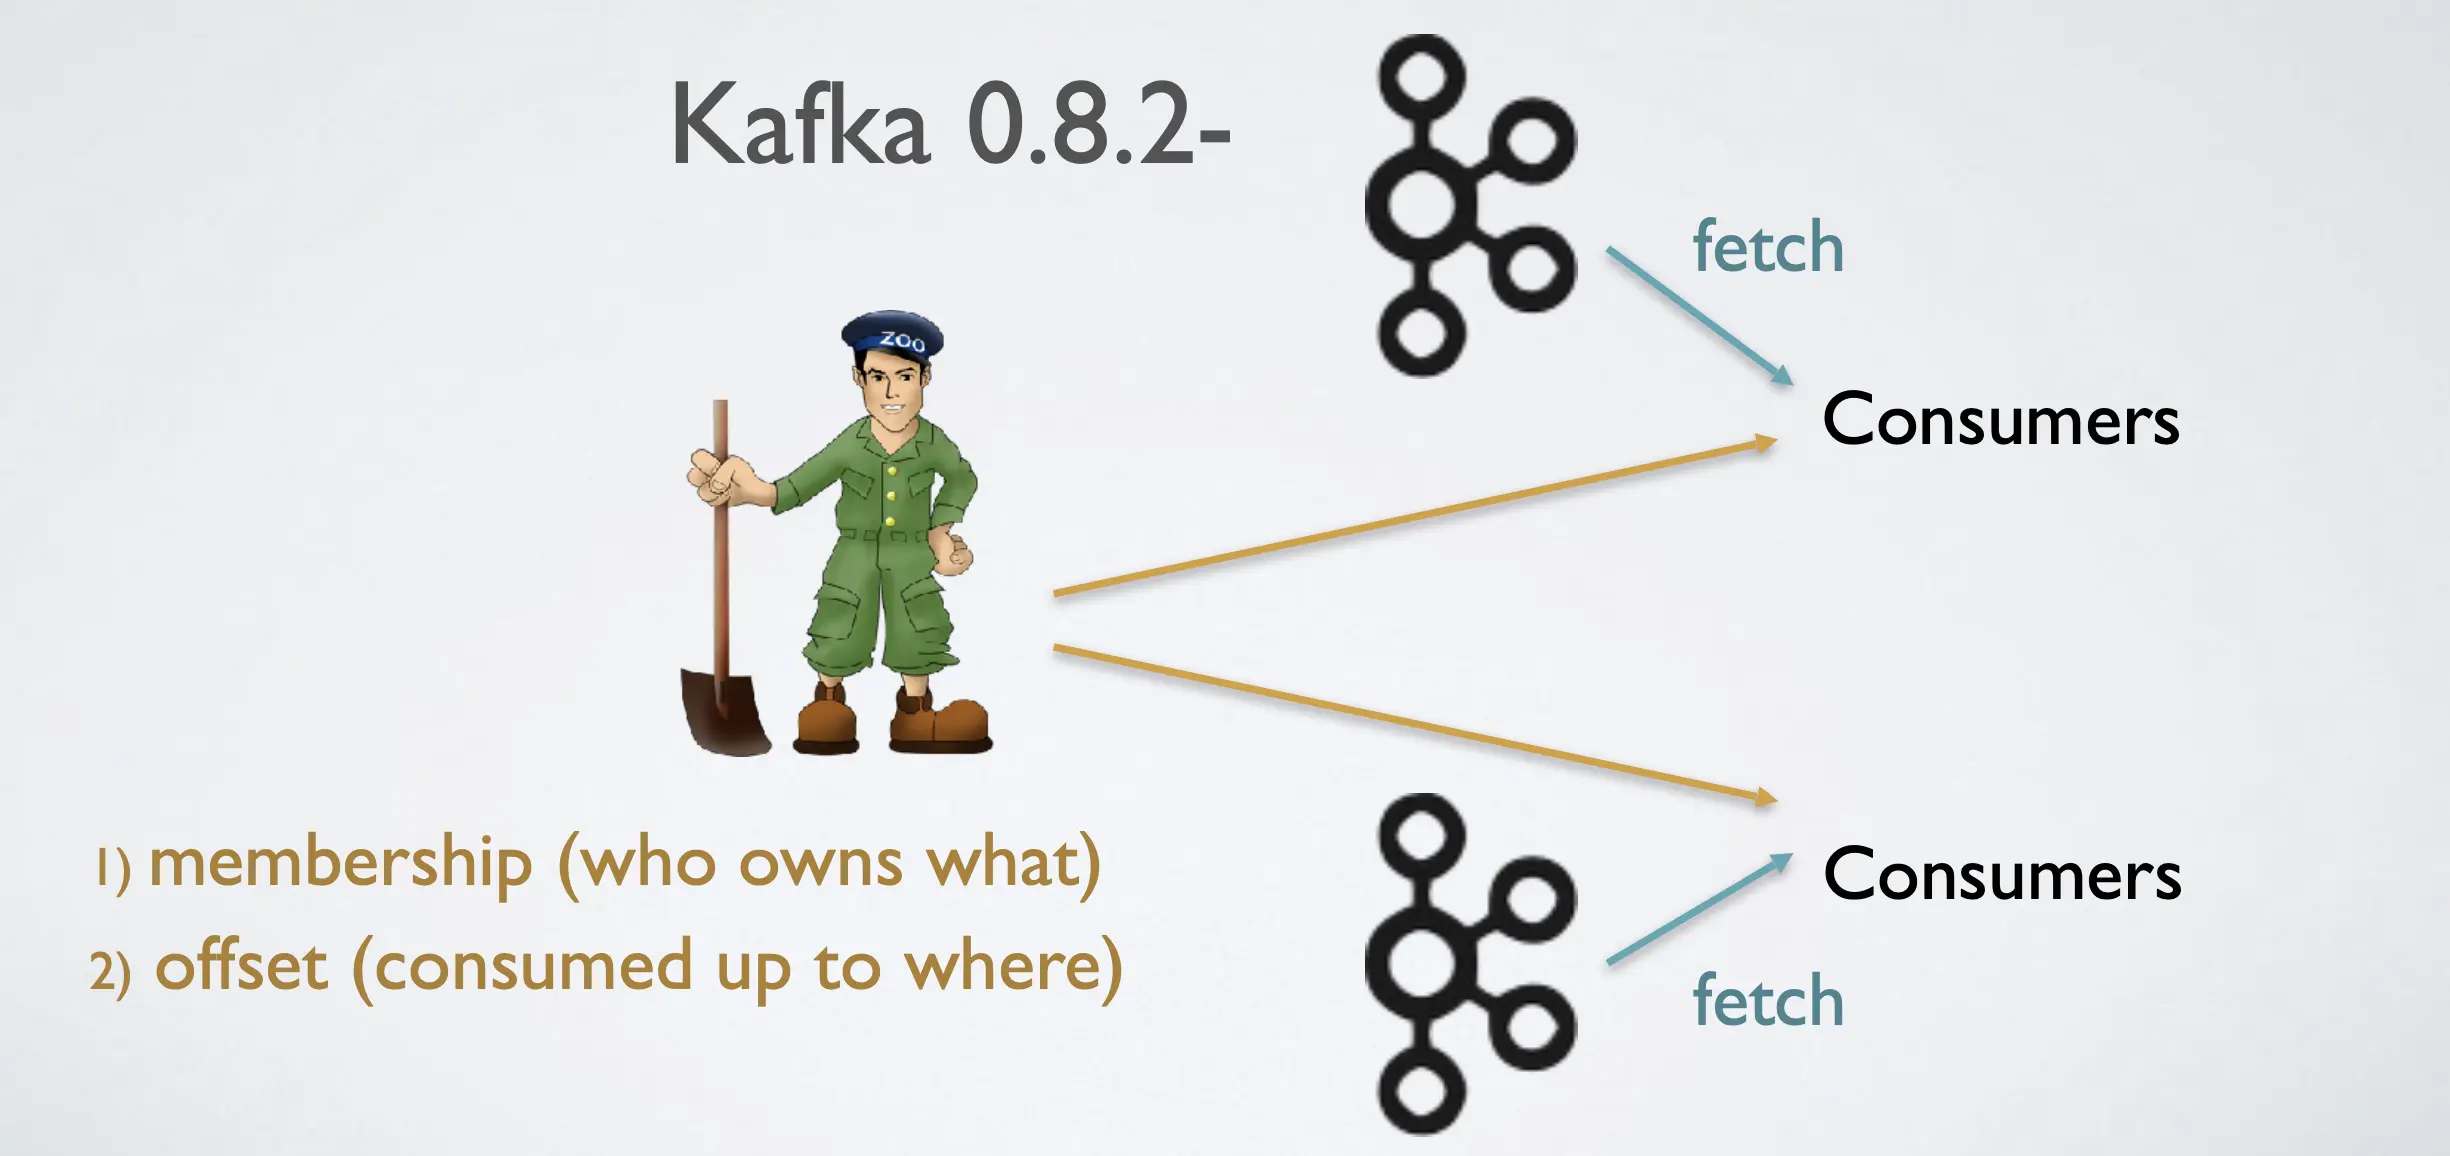 Kafka 0.8.2-
fetch
ZOO
Consumers
1) membership (who owns what)
Consumers
2) offset (consumed up to where)
fetch